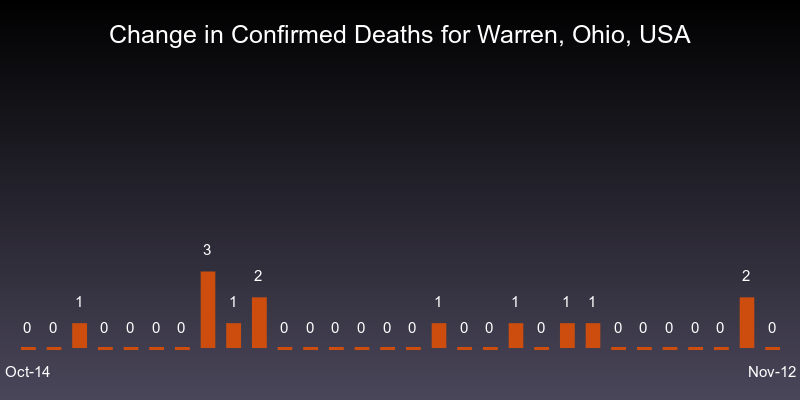 Change in Confirmed Deaths for Warren, Ohio, USA
0 0 1 0 0 0 0 3 1 2 0 0 0 0 0 0 1 0 0 1 0 1 1 0 0 0 0 0 2 0
Oct-14 Nov-12